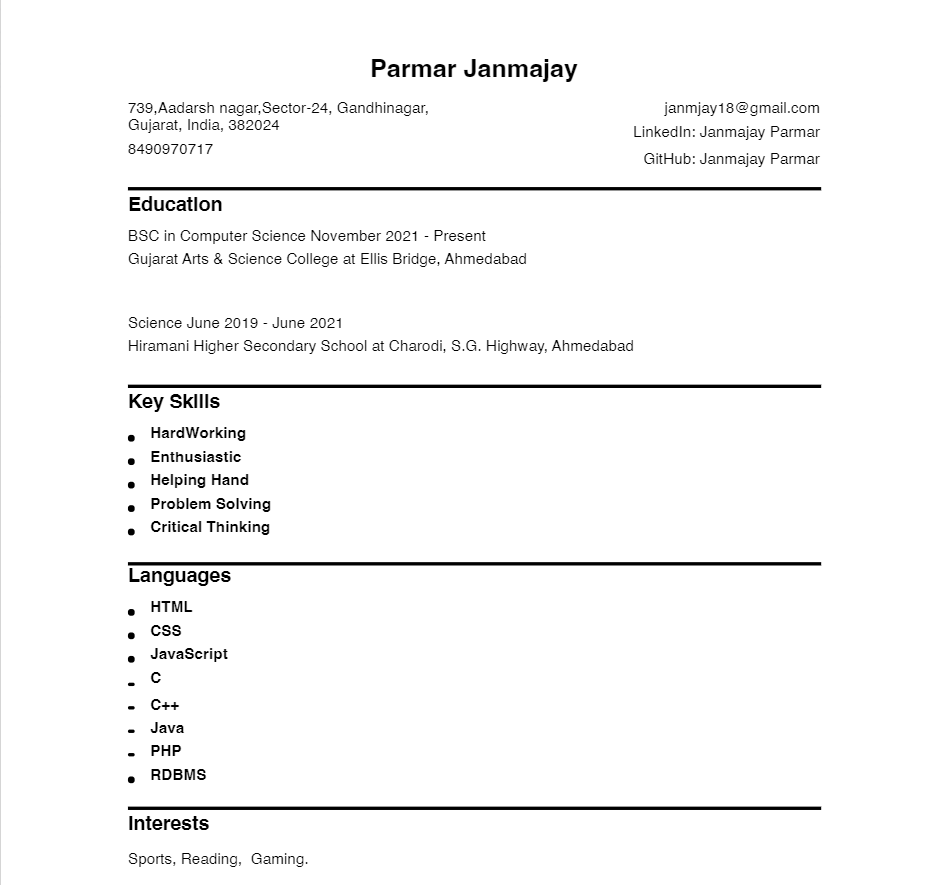 Parmar Janmajay
739,Aadarsh nagar,Sector-24, Gandhinagar,
Gujarat, India, 382024
8490970717
janmjay18@gmail.com
LinkedIn: Janmajay Parmar
GitHub: Janmajay Parmar
Education
BSC in Computer Science November 2021 - Present
Gujarat Arts & Science College at Ellis Bridge, Ahmedabad
Science June 2019 - June 2021
Hiramani Higher Secondary School at Charodi, S.G. Highway, Ahmedabad
Key Skills
HardWorking
Enthusiastic
Helping Hand
Problem Solving
Critical Thinking
Languages
HTML
CSS
JavaScript
C
C++
Java
PHP
RDBMS
Interests
Sports, Reading,  Gaming.